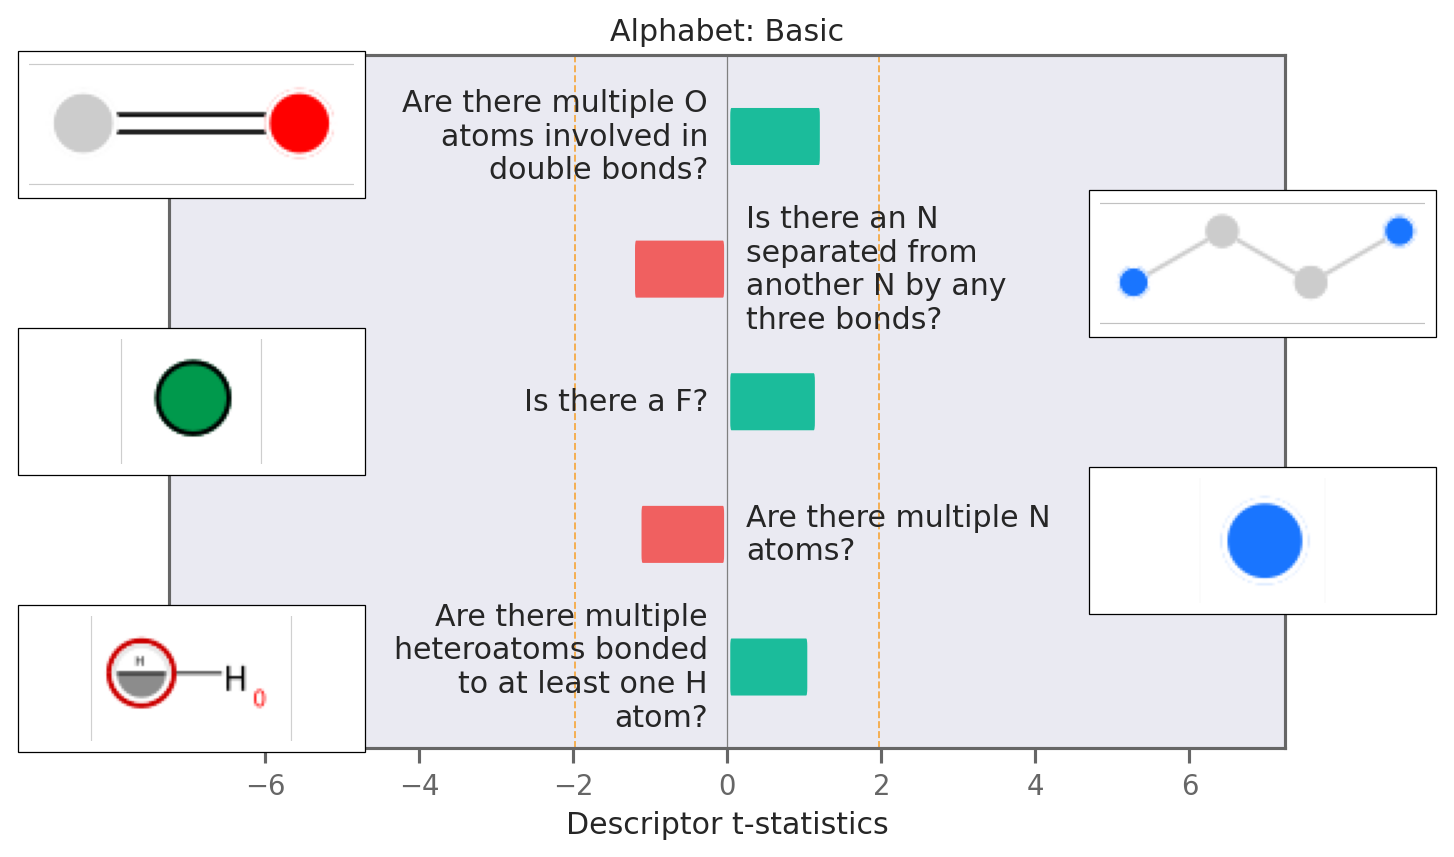 Alphabet: Basic
Are there multiple O
atoms involved in
double bonds?
Is there an N
separated from
another N by any
three bonds?
Is there a F?
Are there multiple N
atoms?
Are there multiple
heteroatoms bonded
to at least one H
atom?
H
H
0
−6 −4 −2 0 2 4 6
Descriptor t-statistics